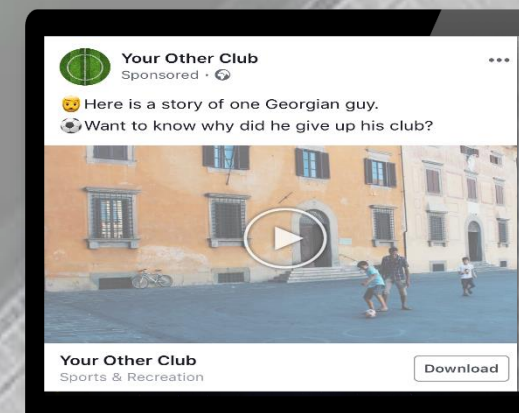 Your Other Club
Sponsored ·
Here is a story of one Georgian guy.
Want to know why did he give up his club?
Your Other Club
Sports & Recreation
Download